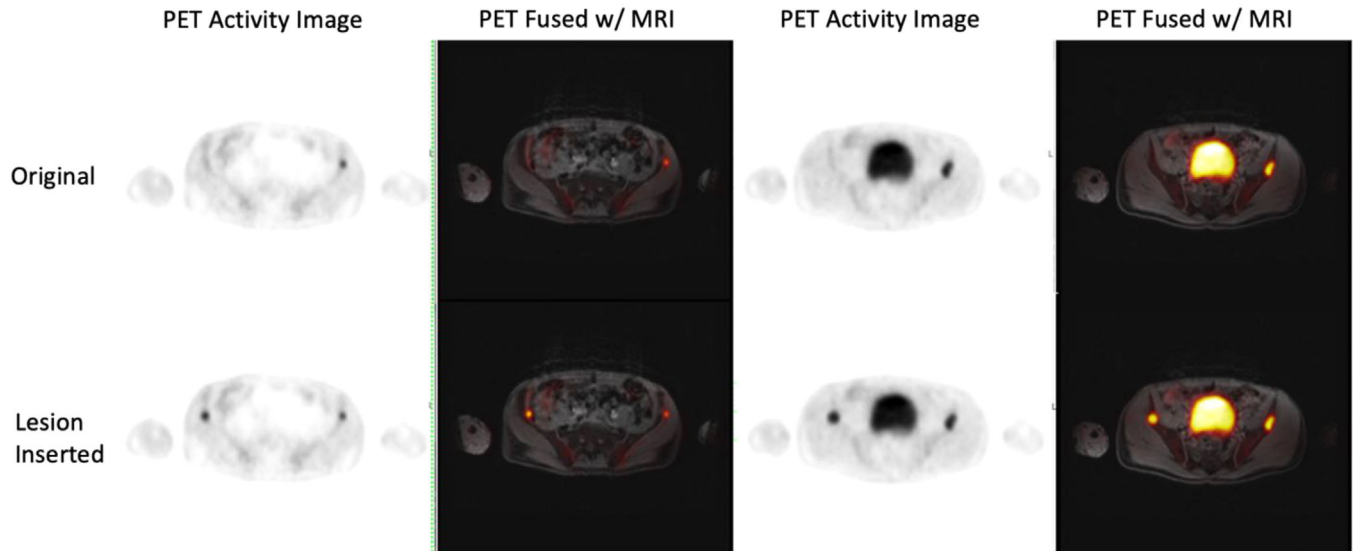 PET Activity Image
PET Fused w/ MRI
PET Activity Image
PET Fused w/ MRI
Original
Lesion
Inserted